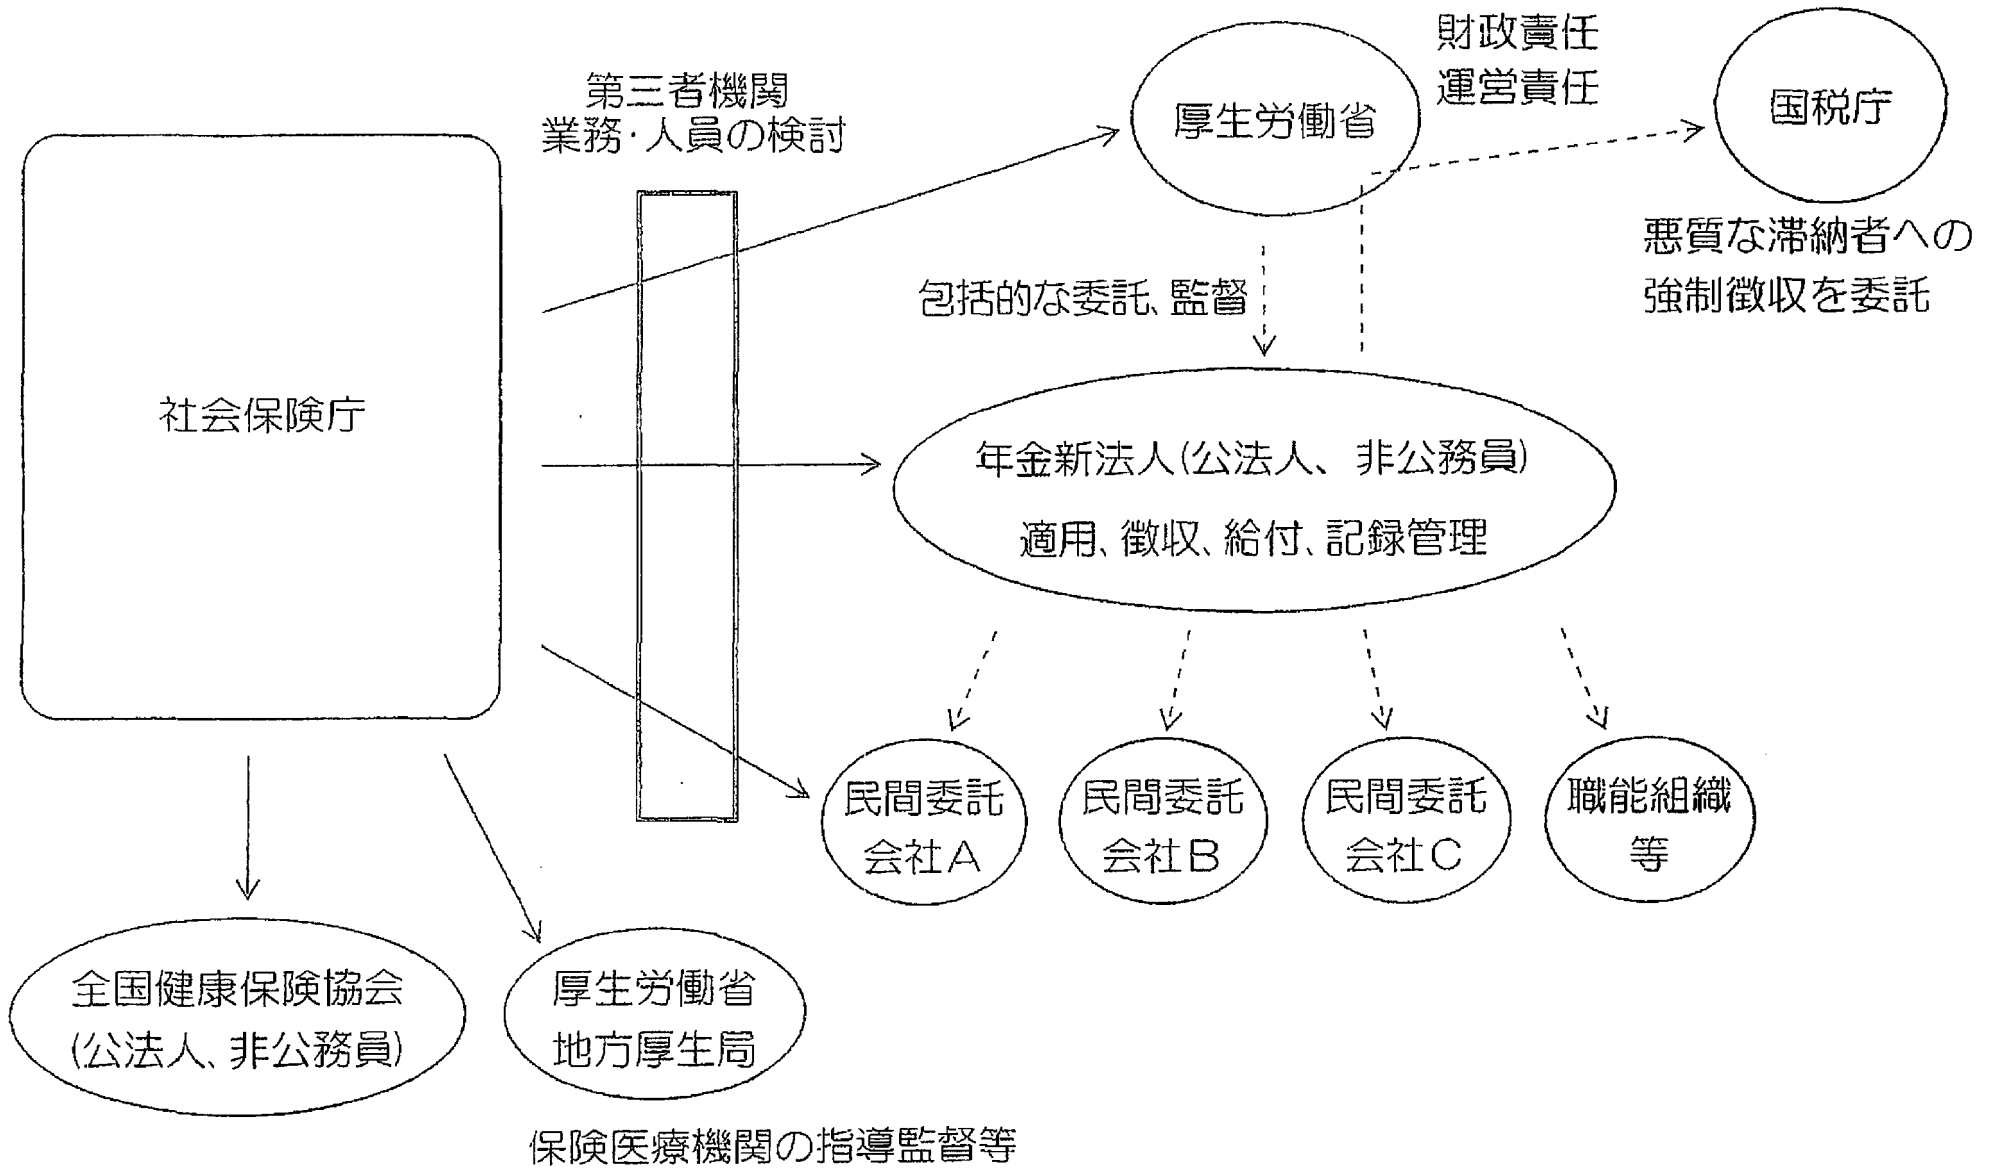 財政責任
運営責任
第三者機関
業務・人員の検討
厚生労働省
国税庁
悪質な滞納者への
強制徴収を委託
包括的な委託、監督
社会保険庁
年金新法人(公法人、非公務員)
適用、徴収、給付、記録管理
民間委託
会社A
民間委託
会社B
民間委託
会社C
職能組織
等
全国健康保険協会
(公法人、非公務員)
厚生労働省
地方厚生局
保険医療機関の指導監督等